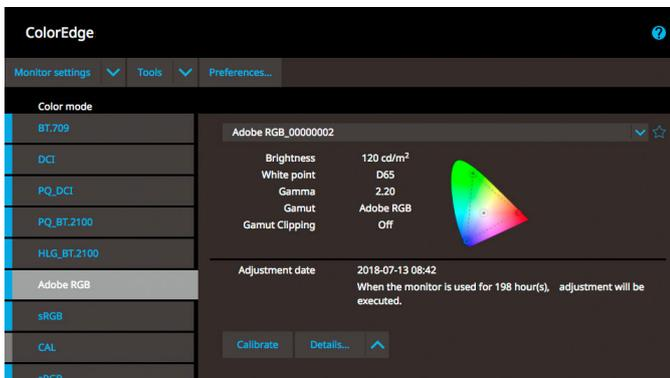 ColorEdge
?
Monitor settings
Tools
Preferences...
Color mode
BT.709
DCI
PQ_DCI
PQ_BT.2100
HLG_BT.2100
Adobe RGB
sRGB
CAL
sRGB
Adobe RGB_00000002
Brightness 120 cd/m²
White point D65
Gamma 2.20
Gamut Adobe RGB
Gamut Clipping Off
Adjustment date 2018-07-13 08:42
When the monitor is used for 198 hour(s), adjustment will be
executed.
Calibrate
Details...